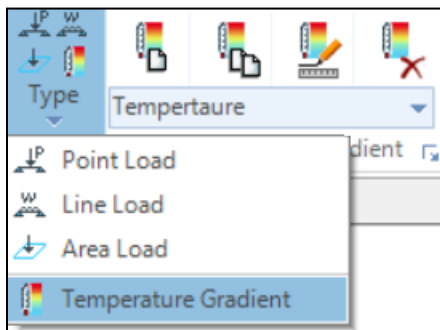 P W
Type
Tempertaure
dient
P Point Load
W Line Load
Area Load
Temperature Gradient